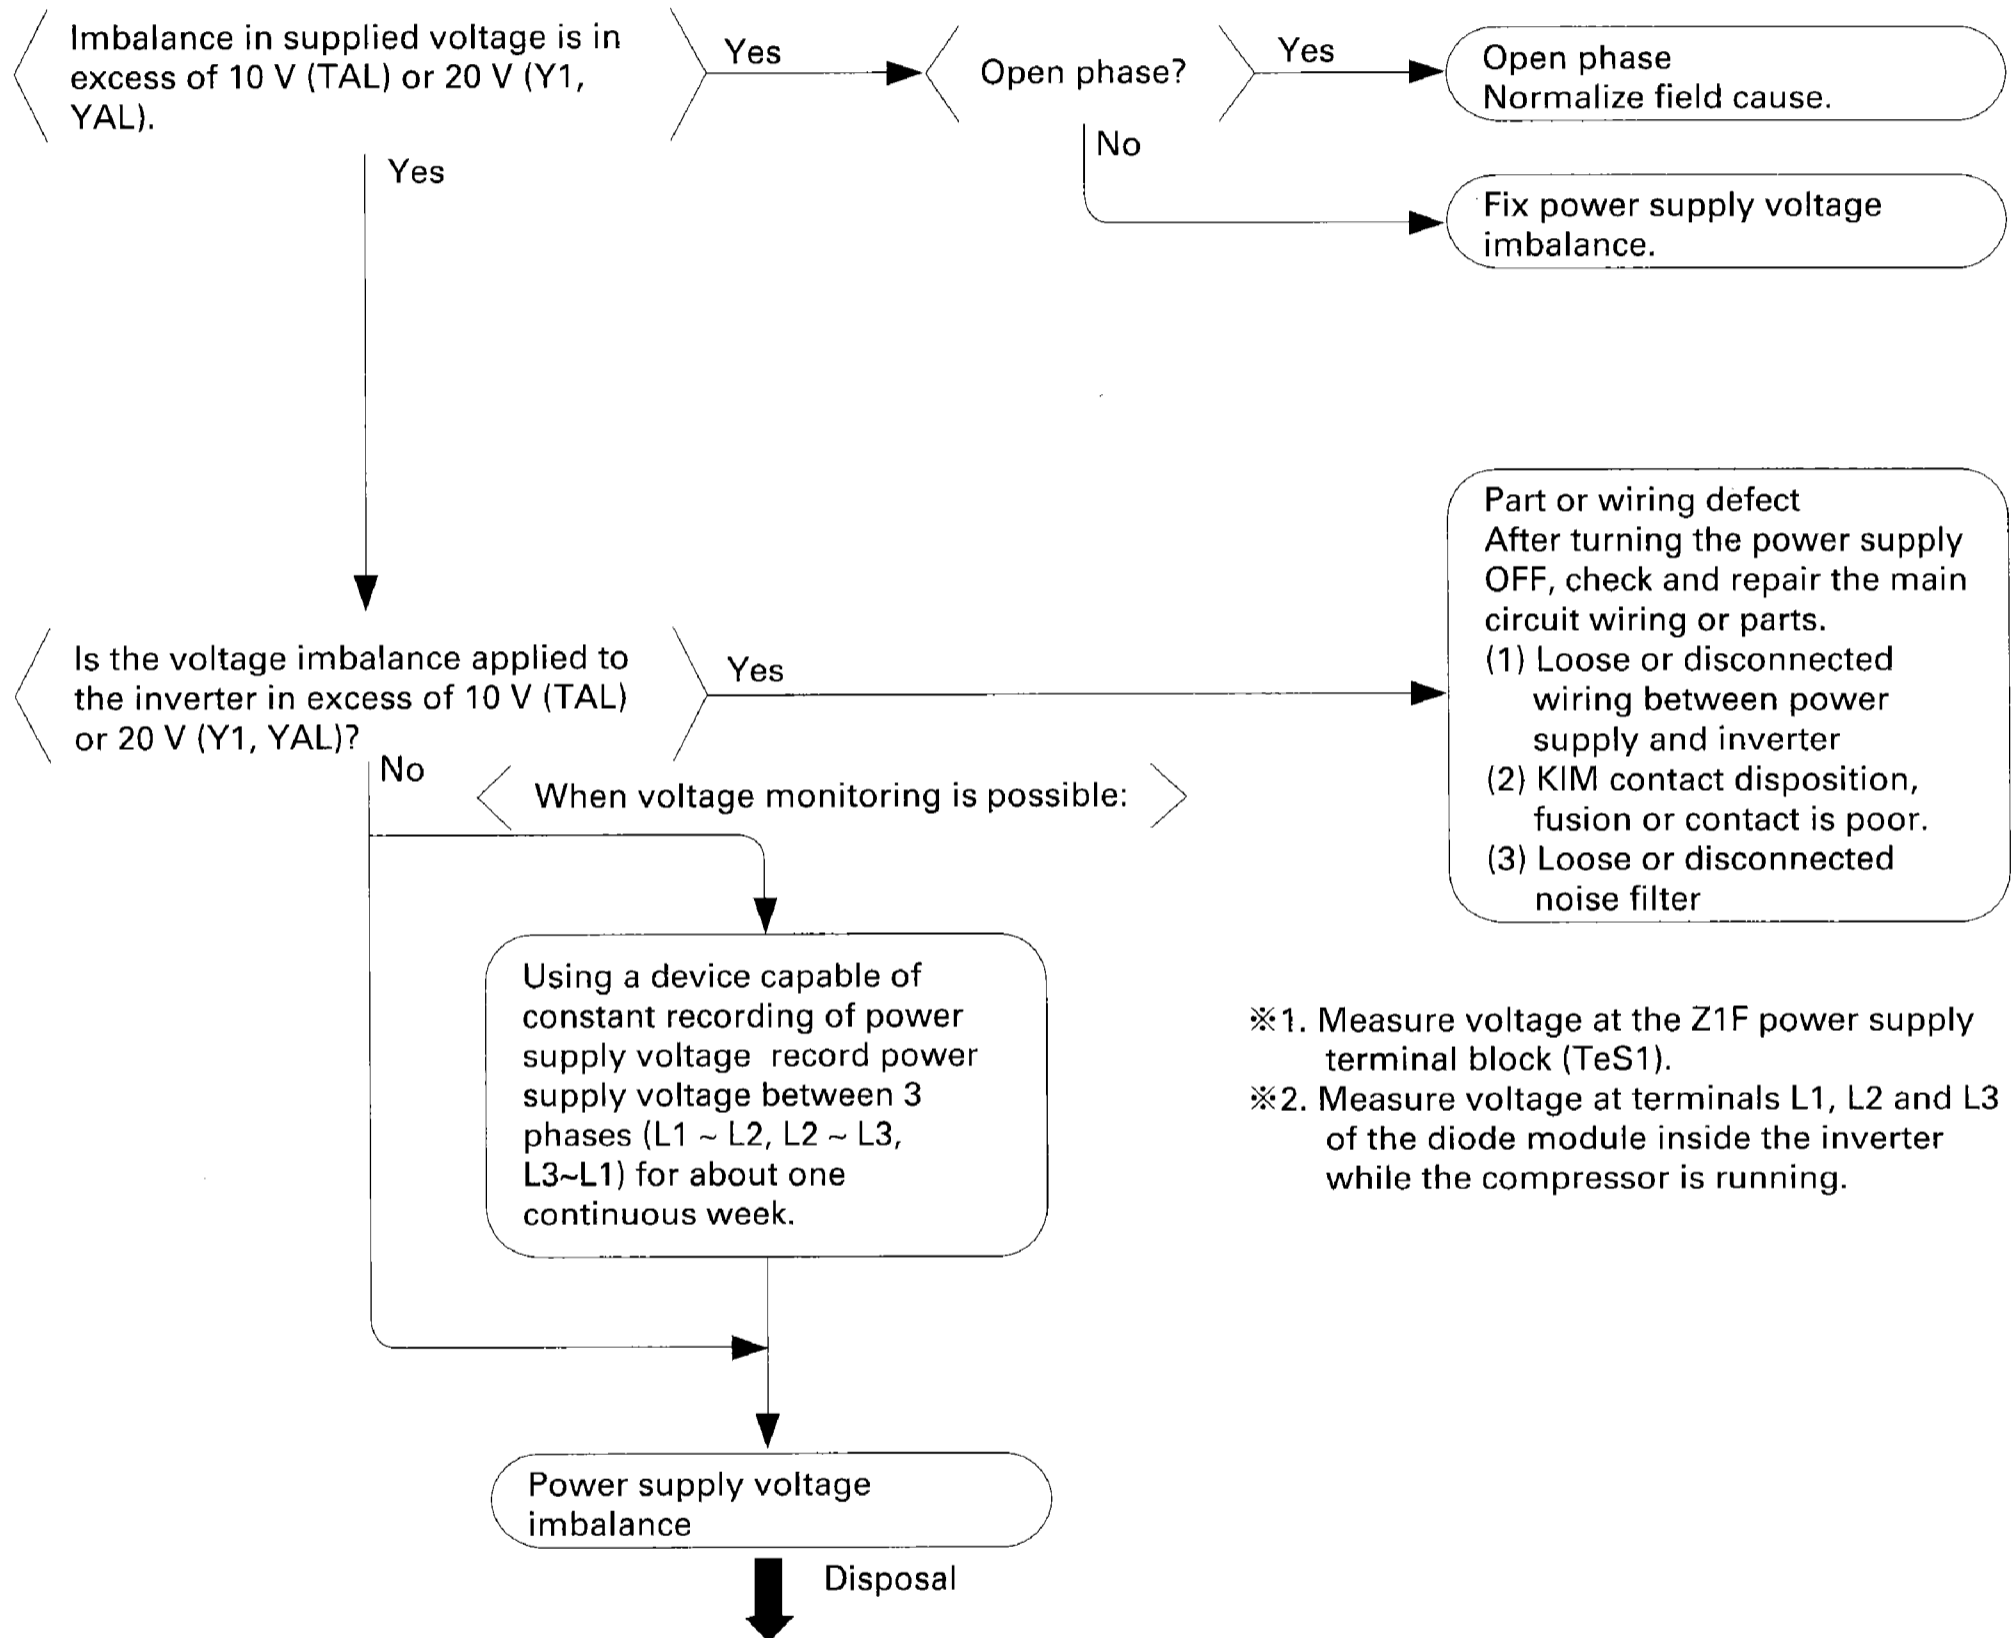 Imbalance in supplied voltage is in
excess of 10 V (TAL) or 20 V (Y1,
YAL).
Yes
Open phase?
Yes
Open phase
Normalize field cause.
No
Fix power supply voltage
imbalance.
Yes
Is the voltage imbalance applied to
the inverter in excess of 10 V (TAL)
or 20 V (Y1, YAL)?
Yes
Part or wiring defect
After turning the power supply
OFF, check and repair the main
circuit wiring or parts.
(1) Loose or disconnected
wiring between power
supply and inverter
(2) KIM contact disposition,
fusion or contact is poor.
(3) Loose or disconnected
noise filter
No
When voltage monitoring is possible:
Using a device capable of
constant recording of power
supply voltage record power
supply voltage between 3
phases (L1 ~ L2, L2 ~ L3,
L3~L1) for about one
continuous week.
※1. Measure voltage at the Z1F power supply
terminal block (TeS1).
※2. Measure voltage at terminals L1, L2 and L3
of the diode module inside the inverter
while the compressor is running.
Power supply voltage
imbalance
Disposal